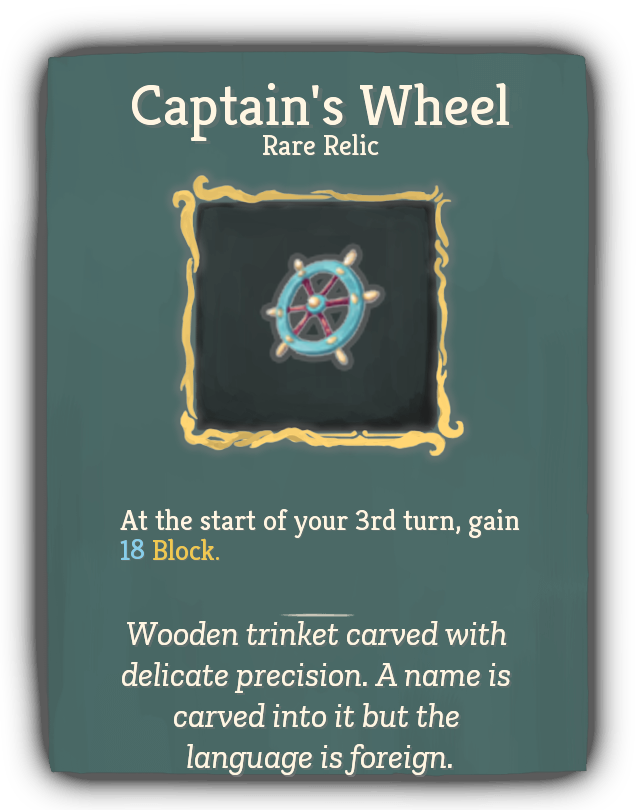 Captain's Wheel
Rare Relic
At the start of your 3rd turn, gain
18 Block.
Wooden trinket carved with
delicate precision. A name is
carved into it but the
language is foreign.